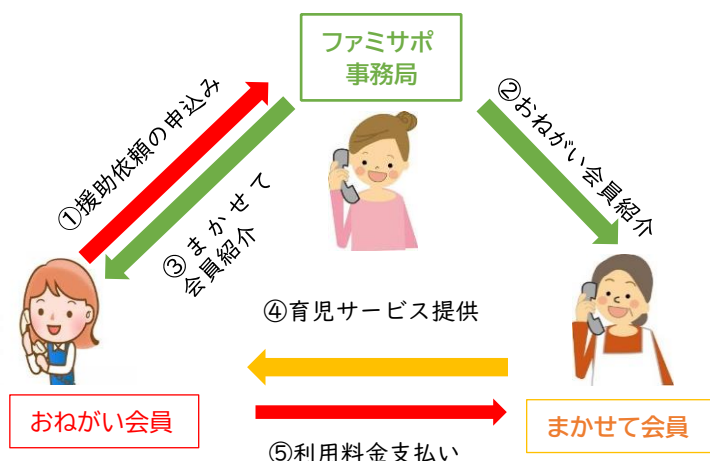 ファミサポ
事務局
①援助依頼の申込み
②おねがい会員紹介
③まかせて
会員紹介
④育児サービス提供
おねがい会員
まかせて会員
⑤利用料金支払い